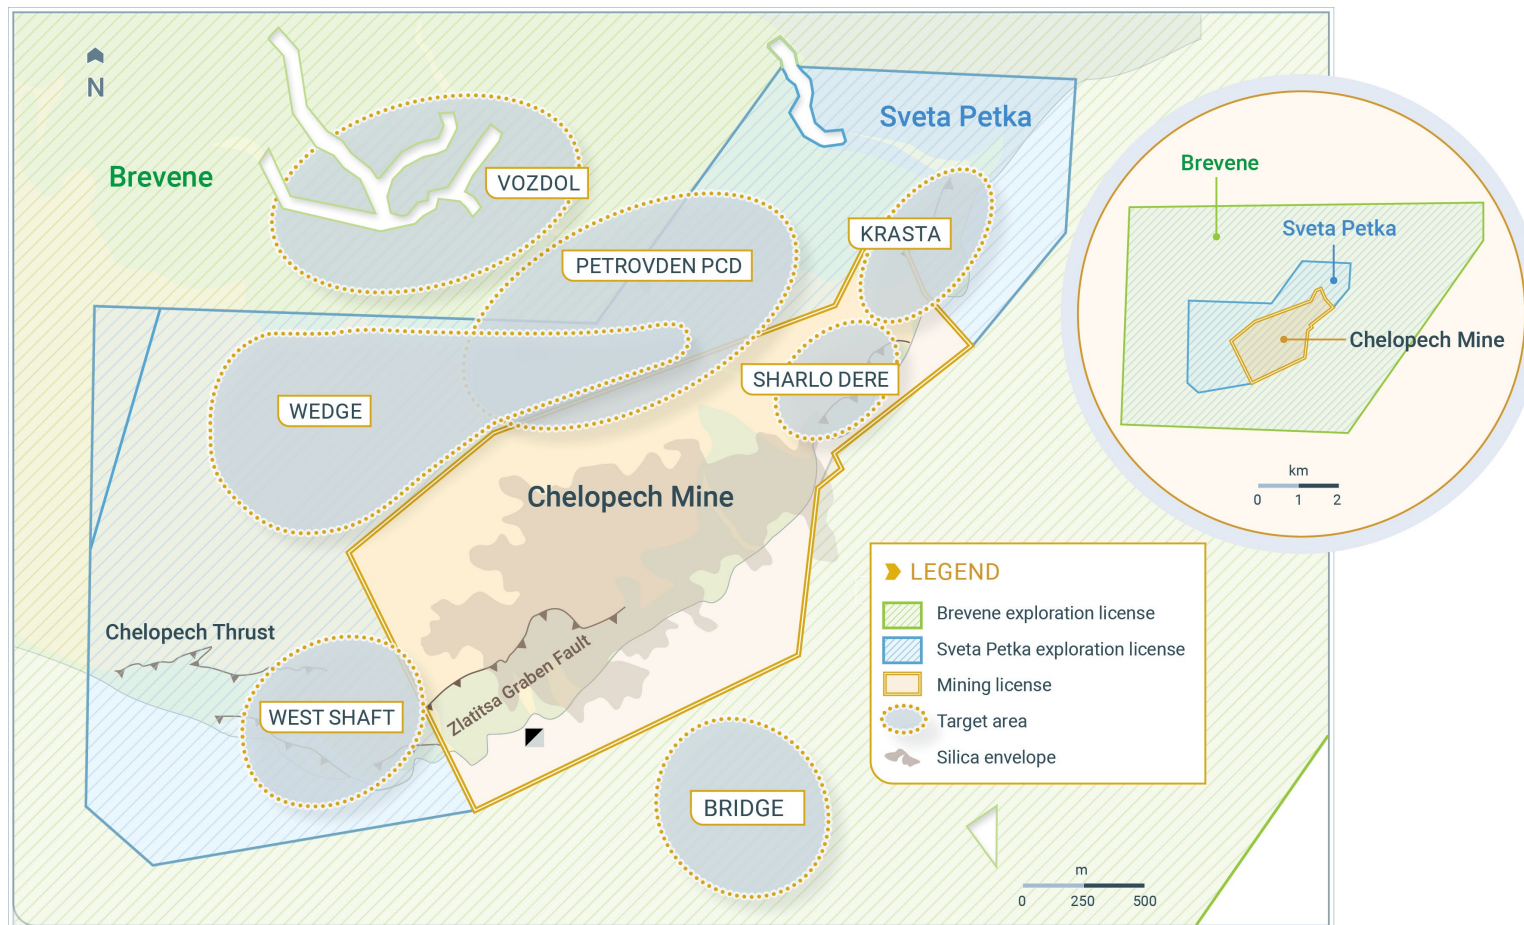 N
Sveta Petka
Brevene
VOZDOL
KRASTA
PETROVDEN PCD
SHARLO DERE
WEDGE
Chelopech Mine
Chelopech Thrust
Zlatitsa Graben Fault
WEST SHAFT
BRIDGE
Brevene
Sveta Petka
Chelopech Mine
km
0 1 2
LEGEND
Brevene exploration license
Sveta Petka exploration license
Mining license
Target area
Silica envelope
m
0 250 500